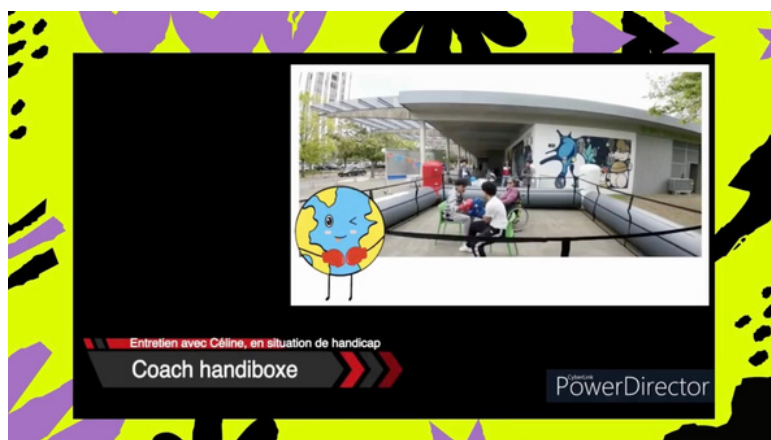 Entretien avec Céline, en situation de handicap
Coach handiboxe
CyberLink
PowerDirector